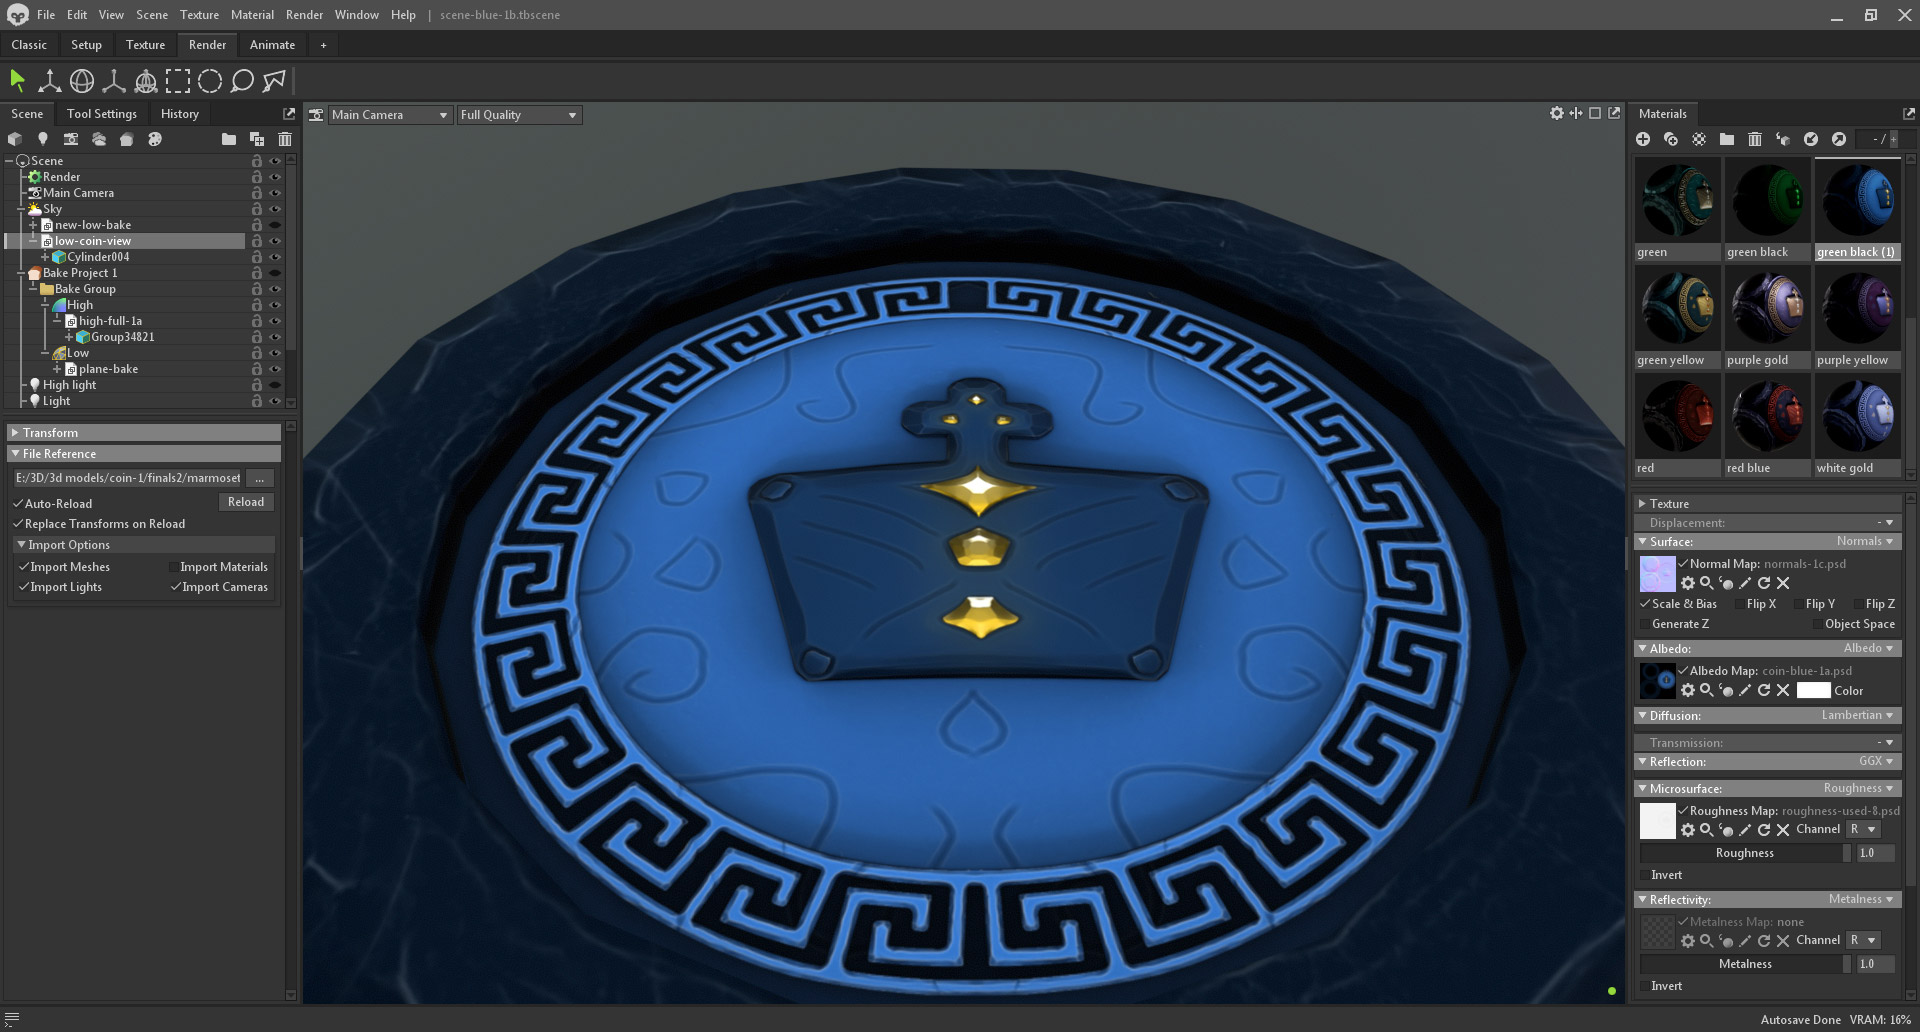 File Edit View Scene Texture Material Render Window Help | scene-blue-1b.tbscene
Classic Setup Texture Render Animate +
Scene Tool Settings History
Scene
Render
Main Camera
Sky
new-low-bake
low-coin-view
Cylinder004
Bake Project 1
Bake Group
High
high-full-1a
Group34821
Low
plane-bake
High light
Light
Transform
File Reference
E:/3D/3d models/coin-1/finals2/marmoset ...
Auto-Reload Reload
Replace Transforms on Reload
Import Options
Import Meshes Import Materials
Import Lights Import Cameras
Main Camera Full Quality
Materials
- / +
green green black green black (1)
green yellow purple gold purple yellow
red red blue white gold
Texture
Displacement: -
Surface: Normals
Normal Map: normals-1c.psd
Scale & Bias Flip X Flip Y Flip Z
Generate Z Object Space
Albedo: Albedo
Albedo Map: coin-blue-1a.psd
Color
Diffusion: Lambertian
Transmission: -
Reflection: GGX
Microsurface: Roughness
Roughness Map: roughness-used-8.psd
Channel R
Roughness 1.0
Invert
Reflectivity: Metalness
Metalness Map: none
Channel R
Metalness 1.0
Invert
Autosave Done VRAM: 16%